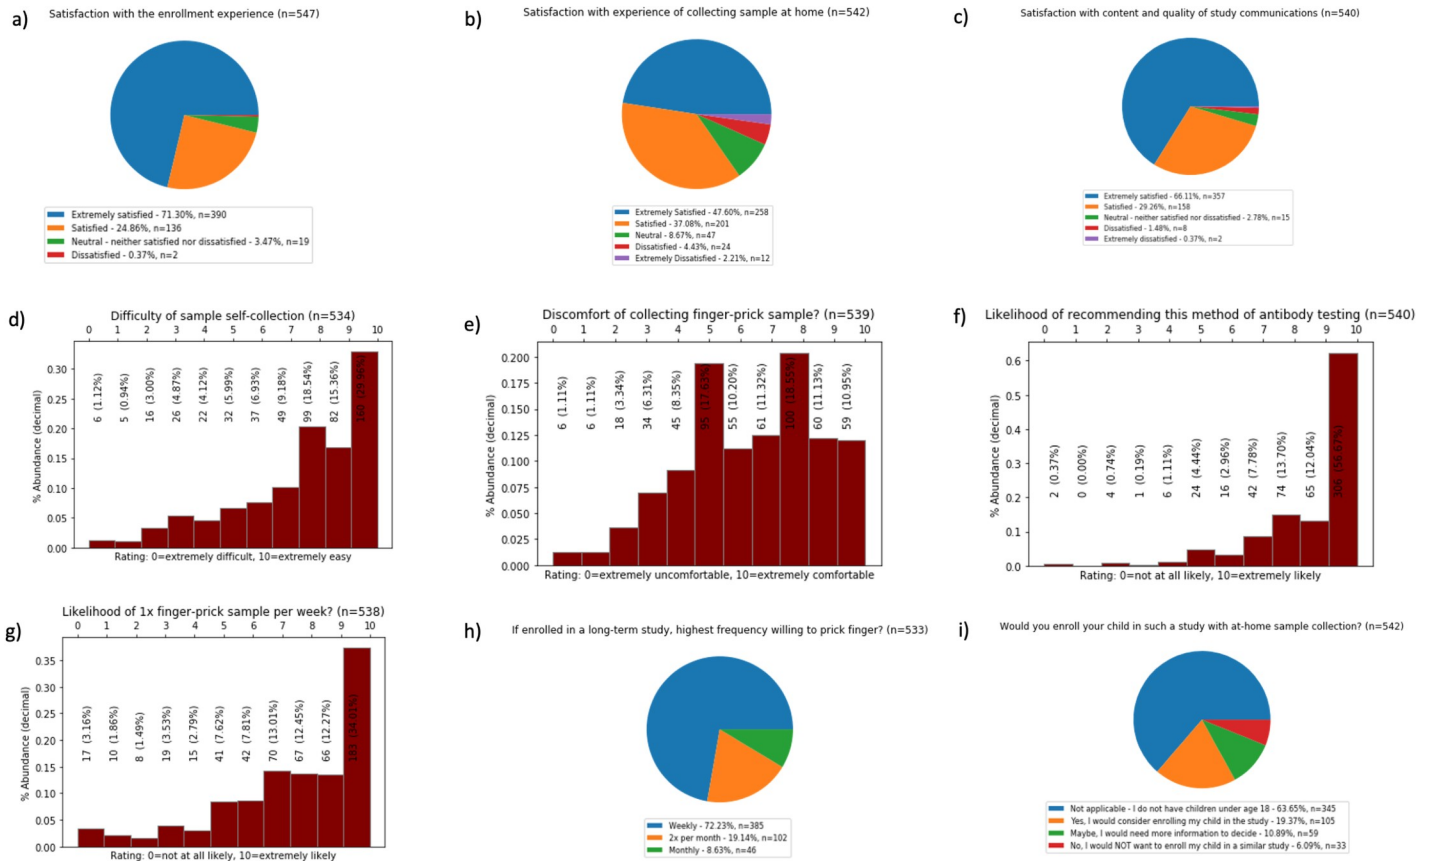 a)
Satisfaction with the enrollment experience (n=547)
Extremely satisfied - 71.30%, n=390
Satisfied - 24.86%, n=136
Neutral - neither satisfied nor dissatisfied - 3.47%, n=19
Dissatisfied - 0.37%, n=2
b)
Satisfaction with experience of collecting sample at home (n=542)
Extremely Satisfied - 47.60%, n=258
Satisfied - 37.08%, n=201
Neutral - 8.67%, n=47
Dissatisfied - 4.43%, n=24
Extremely Dissatisfied - 2.21%, n=12
c)
Satisfaction with content and quality of study communications (n=540)
Extremely satisfied - 66.11%, n=357
Satisfied - 29.26%, n=158
Neutral - neither satisfied nor dissatisfied - 2.78%, n=15
Dissatisfied - 1.48%, n=8
Extremely dissatisfied - 0.37%, n=2
d)
Difficulty of sample self-collection (n=534)
0 1 2 3 4 5 6 7 8 9 10
% Abundance (decimal)
0.30
0.25
0.20
0.15
0.10
0.05
0.00
6 (1.12%)
5 (0.94%)
16 (3.00%)
26 (4.87%)
22 (4.12%)
32 (5.99%)
37 (6.93%)
49 (9.18%)
99 (18.54%)
82 (15.36%)
160 (29.96%)
Rating: 0=extremely difficult, 10=extremely easy
e)
Discomfort of collecting finger-prick sample? (n=539)
0 1 2 3 4 5 6 7 8 9 10
% Abundance (decimal)
0.200
0.175
0.150
0.125
0.100
0.075
0.050
0.025
0.000
6 (1.11%)
6 (1.11%)
18 (3.34%)
34 (6.31%)
45 (8.35%)
95 (17.63%)
55 (10.20%)
61 (11.32%)
100 (18.55%)
60 (11.13%)
59 (10.95%)
Rating: 0=extremely uncomfortable, 10=extremely comfortable
f)
Likelihood of recommending this method of antibody testing (n=540)
0 1 2 3 4 5 6 7 8 9 10
% Abundance (decimal)
0.6
0.5
0.4
0.3
0.2
0.1
0.0
2 (0.37%)
0 (0.00%)
4 (0.74%)
1 (0.19%)
6 (1.11%)
24 (4.44%)
16 (2.96%)
42 (7.78%)
74 (13.70%)
65 (12.04%)
306 (56.67%)
Rating: 0=not at all likely, 10=extremely likely
g)
Likelihood of 1x finger-prick sample per week? (n=538)
0 1 2 3 4 5 6 7 8 9 10
% Abundance (decimal)
0.35
0.30
0.25
0.20
0.15
0.10
0.05
0.00
17 (3.16%)
10 (1.86%)
8 (1.49%)
19 (3.53%)
15 (2.79%)
41 (7.62%)
42 (7.81%)
70 (13.01%)
67 (12.45%)
66 (12.27%)
183 (34.01%)
Rating: 0=not at all likely, 10=extremely likely
h)
If enrolled in a long-term study, highest frequency willing to prick finger? (n=533)
Weekly - 72.23%, n=385
2x per month - 19.14%, n=102
Monthly - 8.63%, n=46
i)
Would you enroll your child in such a study with at-home sample collection? (n=542)
Not applicable - I do not have children under age 18 - 63.65%, n=345
Yes, I would consider enrolling my child in the study - 19.37%, n=105
Maybe, I would need more information to decide - 10.89%, n=59
No, I would NOT want to enroll my child in a similar study - 6.09%, n=33